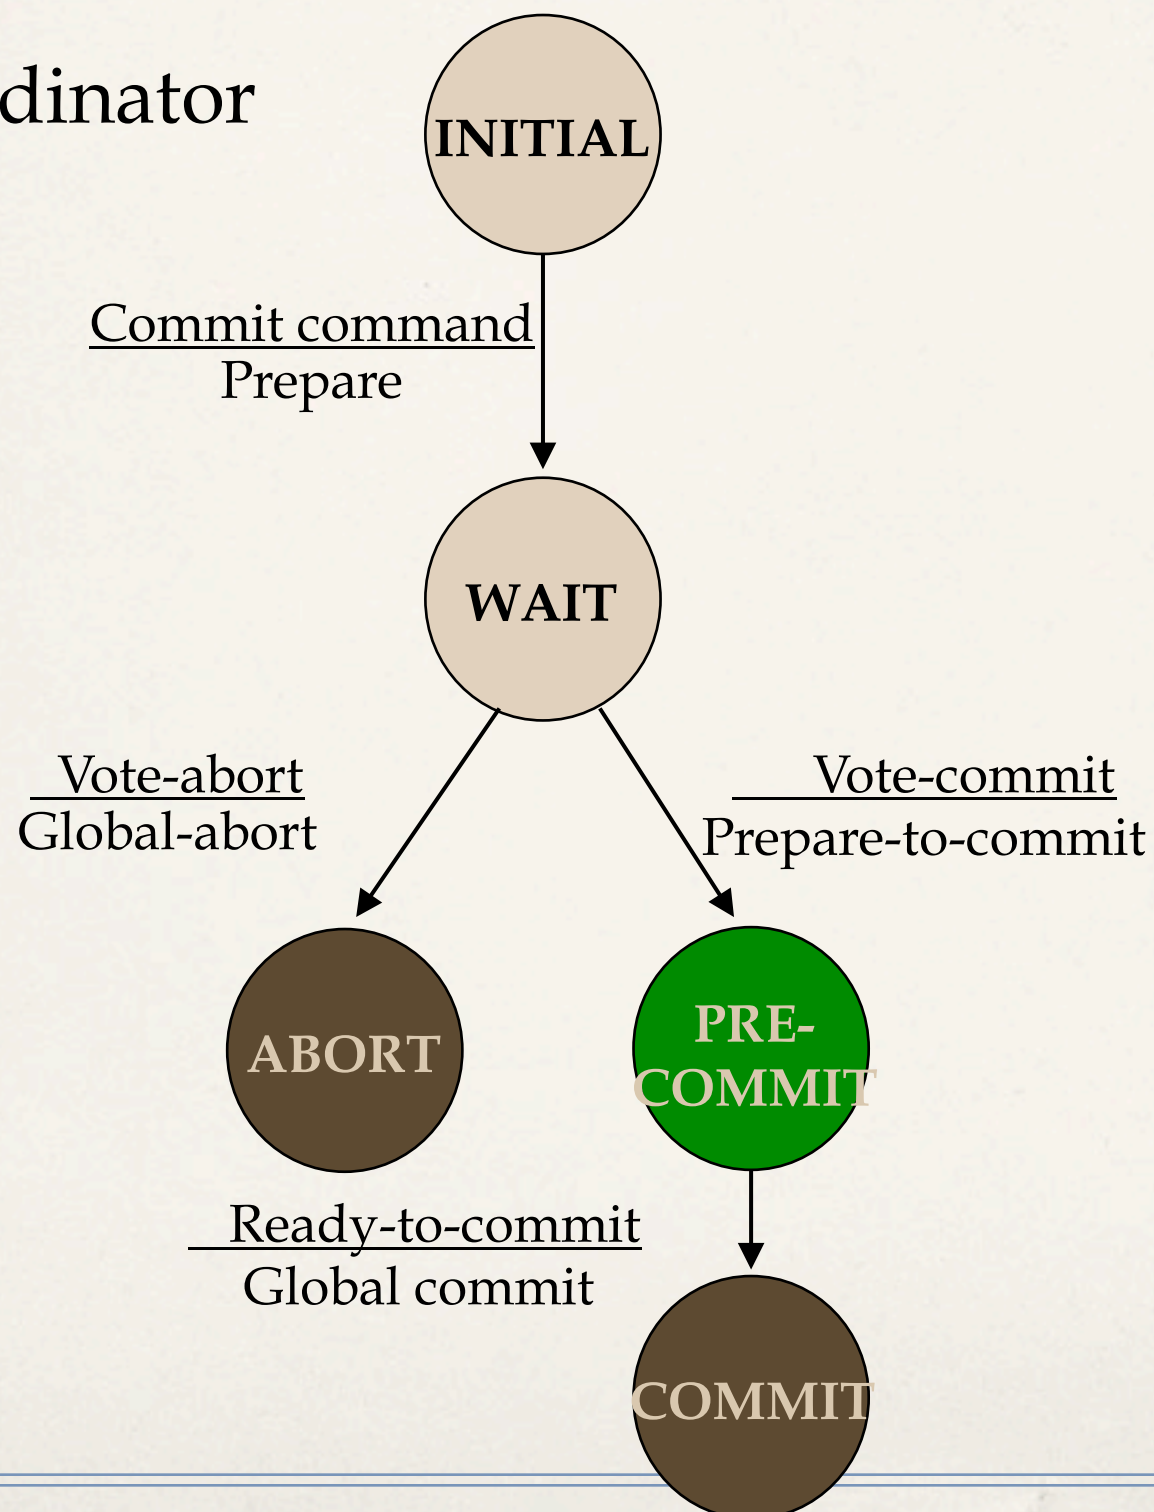 dinator
INITIAL
Commit command
Prepare
WAIT
Vote-abort
Global-abort
Vote-commit
Prepare-to-commit
ABORT
PRE-
COMMIT
Ready-to-commit
Global commit
COMMIT